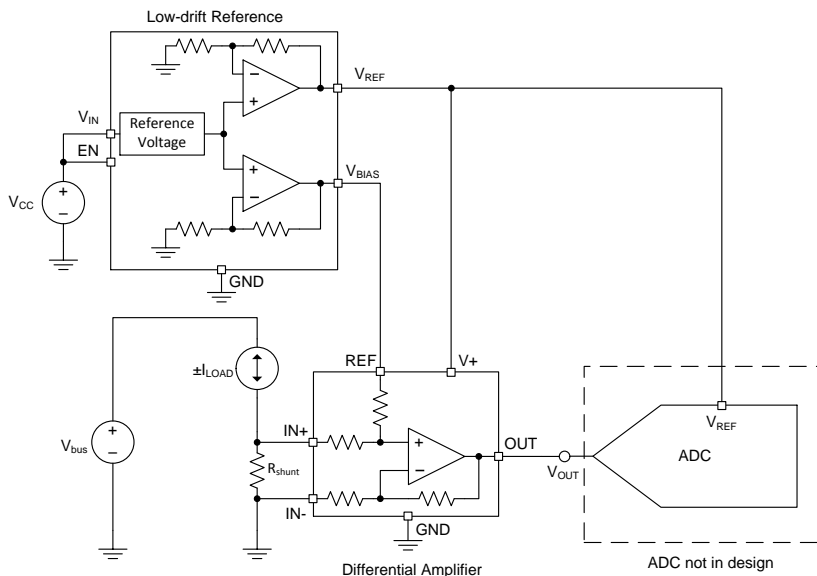 Low-drift Reference
−
+
VREF
VIN
Reference
Voltage
EN
+
−
VBIAS
VCC
+
−
GND
REF
V+
±ILOAD
VREF
Vbus
+
−
IN+
+
−
OUT
ADC
Rshunt
VOUT
IN-
GND
Differential Amplifier
ADC not in design